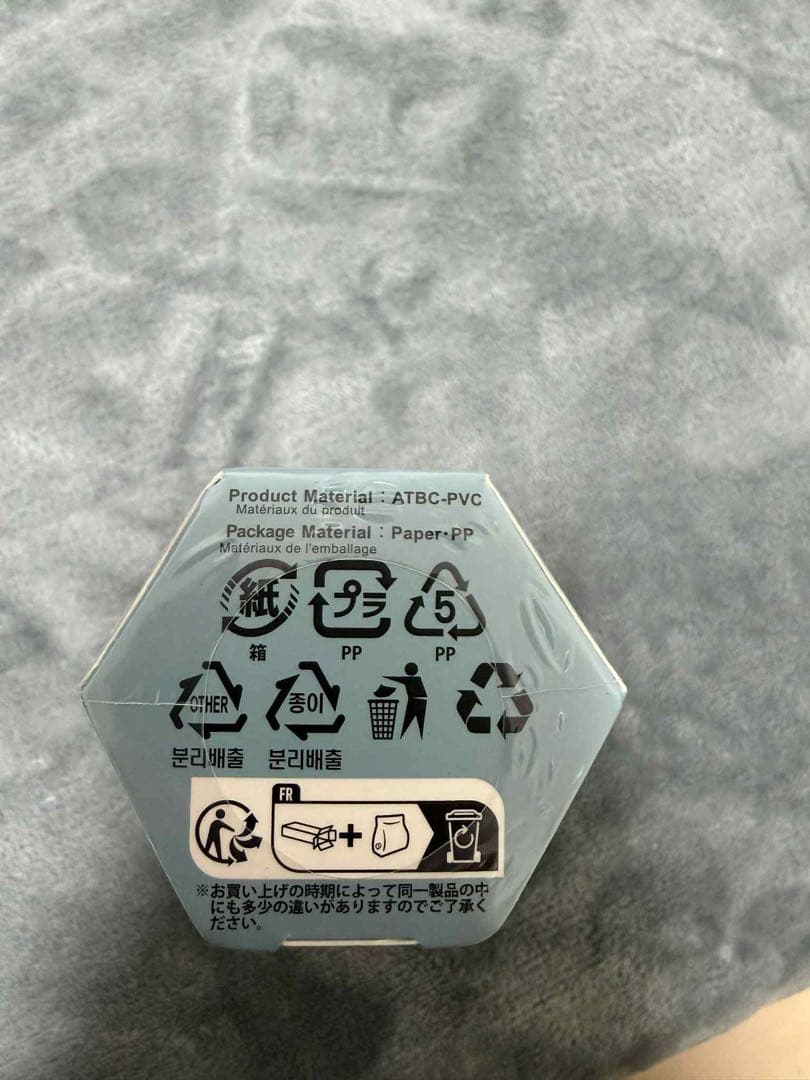 Product Material : ATBC-PVC
Matériaux du produit
Package Material : Paper・PP
Matériaux de l'emballage
紙 プラ 5
箱 PP PP
OTHER 종이
분리배출 분리배출
FR
※お買い上げの時期によって同一製品の中
にも多少の違いがありますのでご了承く
ださい。